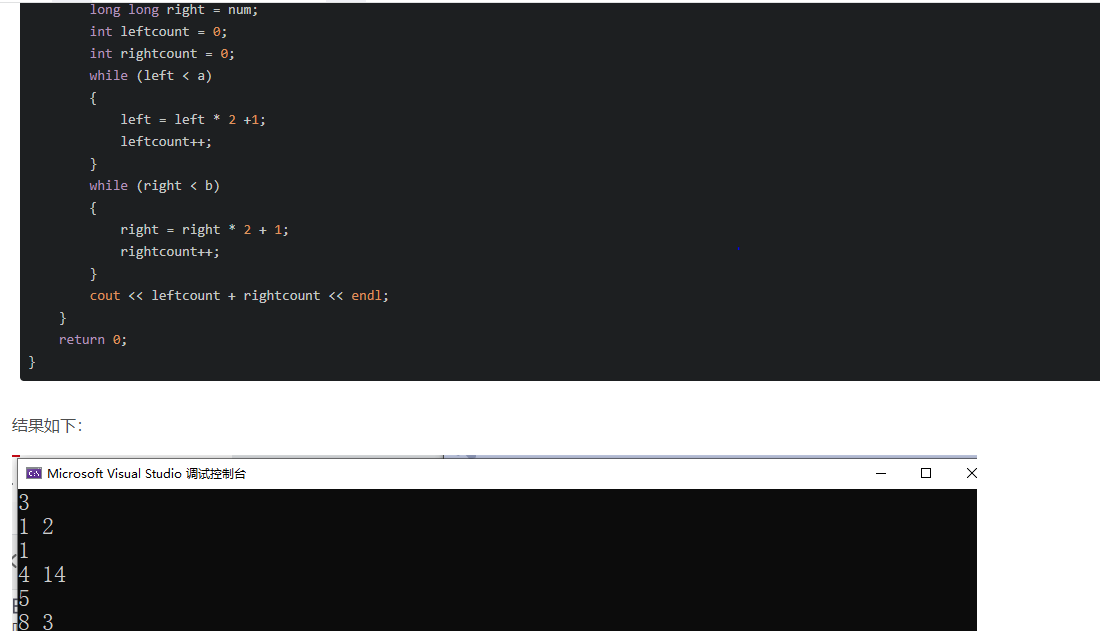 long long right = num;
int leftcount = 0;
int rightcount = 0;
while (left < a)
{
left = left * 2 +1;
leftcount++;
}
while (right < b)
{
right = right * 2 + 1;
rightcount++;
}
cout << leftcount + rightcount << endl;
}
return 0;
}
结果如下：
Microsoft Visual Studio 调试控制台
3
1 2
1
4 14
5
8 3